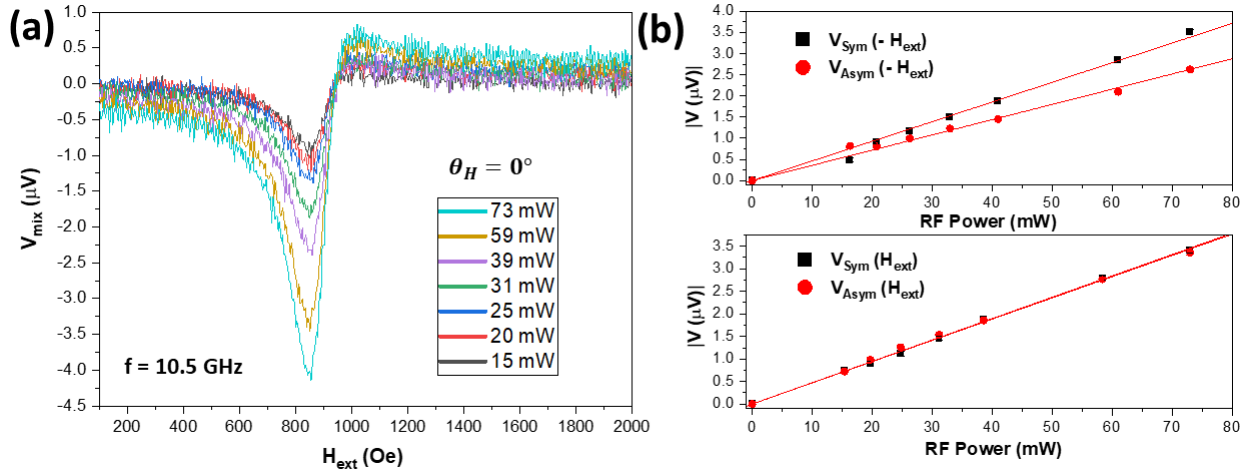 (a)
1.0
0.5
0.0
-0.5
-1.0
-1.5
-2.0
-2.5
-3.0
-3.5
-4.0
-4.5
V_mix (μV)
θ_H = 0°
73 mW
59 mW
39 mW
31 mW
25 mW
20 mW
15 mW
f = 10.5 GHz
200 400 600 800 1000 1200 1400 1600 1800 2000
H_ext (Oe)
(b)
4.0
3.5
3.0
2.5
2.0
1.5
1.0
0.5
0.0
|V (μV)|
V_Sym (- H_ext)
V_Asym (- H_ext)
0 10 20 30 40 50 60 70 80
RF Power (mW)
3.5
3.0
2.5
2.0
1.5
1.0
0.5
0.0
|V (μV)|
V_Sym (H_ext)
V_Asym (H_ext)
0 10 20 30 40 50 60 70 80
RF Power (mW)